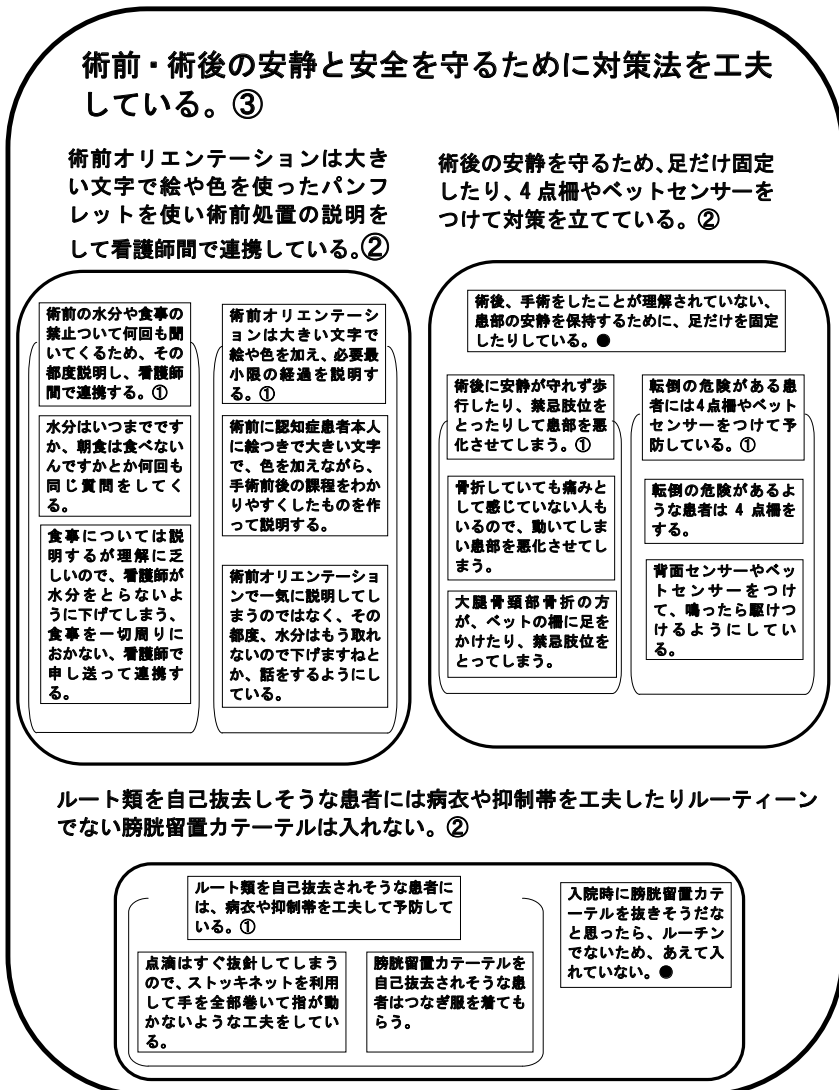 術前・術後の安静と安全を守るために対策法を工夫
している。③
術前オリエンテーションは大き
い文字で絵や色を使ったパンフ
レットを使い術前処置の説明を
して看護師間で連携している。②
術前の水分や食事の
禁止ついて何回も聞
いてくるため、その
都度説明し、看護師
間で連携する。①
水分はいつまでです
か、朝食は食べない
んですかとか何回も
同じ質問をしてく
る。
食事については説
明するが理解に乏
しいので、看護師が
水分をとらないよ
うに下げてしまう、
食事を一切周りに
おかない、看護師で
申し送って連携す
る。
術前オリエンテーシ
ョンは大きい文字で
絵や色を加え、必要最
小限の経過を説明す
る。①
術前に認知症患者本人
に絵つきで大きい文字
で、色を加えながら、
手術前後の課程をわか
りやすくしたものを作
って説明する。
術前オリエンテーショ
ンで一気に説明してし
まうのではなく、その
都度、水分はもう取れ
ないので下げますねと
か、話をするようにし
ている。
術後の安静を守るため、足だけ固定
したり、4点柵やベットセンサーを
つけて対策を立てている。②
術後、手術をしたことが理解されていない、
患部の安静を保持するために、足だけを固定
したりしている。●
術後に安静が守れず歩
行したり、禁忌肢位を
とったりして患部を悪
化させてしまう。①
骨折していても痛みと
して感じていない人も
いるので、動いてしま
い患部を悪化させてし
まう。
大腿骨頸部骨折の方
が、ベットの柵に足を
かけたり、禁忌肢位を
とってしまう。
転倒の危険がある患
者には4点柵やベット
センサーをつけて予
防している。①
転倒の危険があるよ
うな患者は 4 点柵を
する。
背面センサーやベッ
トセンサーをつけ
て、鳴ったら駆けつ
けるようにしてい
る。
ルート類を自己抜去しそうな患者には病衣や抑制帯を工夫したりルーティーン
でない膀胱留置カテーテルは入れない。②
ルート類を自己抜去されそうな患者に
は、病衣や抑制帯を工夫して予防して
いる。①
点滴はすぐ抜針してしまう
ので、ストッキネットを利用
して手を全部巻いて指が動
かないような工夫をしてい
る。
膀胱留置カテーテルを
自己抜去されそうな患
者はつなぎ服を着ても
らう。
入院時に膀胱留置カテ
ーテルを抜きそうだな
と思ったら、ルーチン
でないため、あえて入
れていない。●